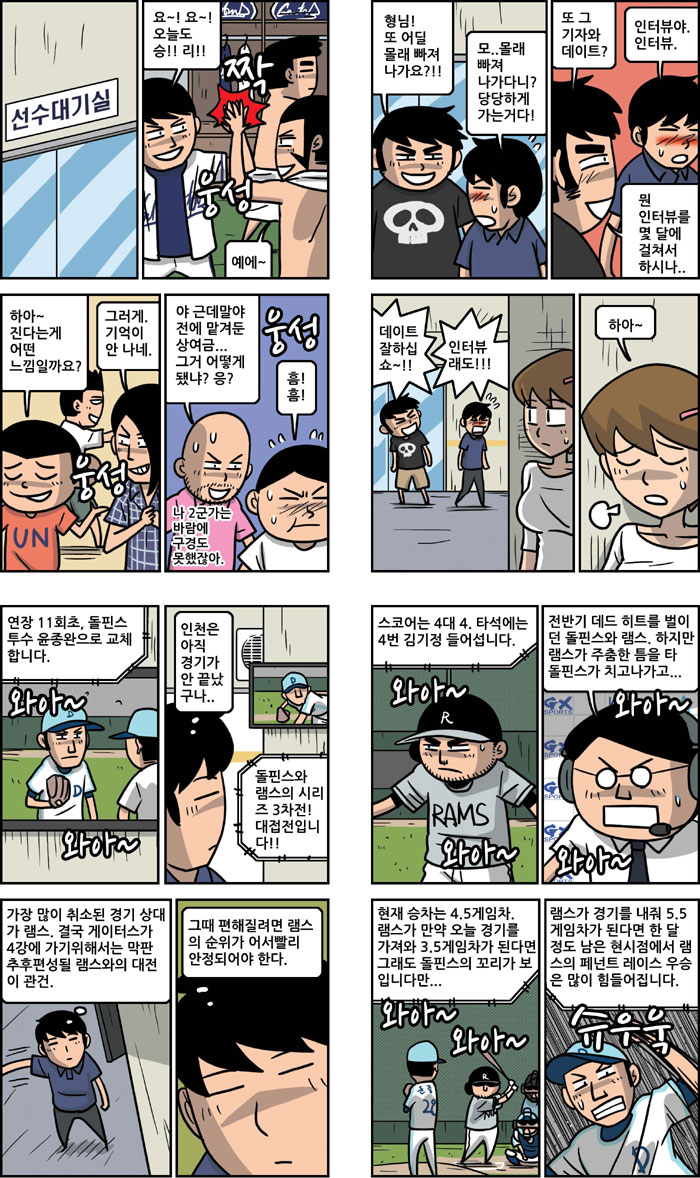 선수대기실
요~! 요~!
오늘도
승!! 리!!
짝
웅성
예에~
하아~
진다는게
어떤
느낌일까요?
그러게.
기억이
안 나네.
웅성
UN
야 근데말야
전에 맡겨둔
상여금...
그거 어떻게
됐냐? 응?
웅성
흠!
흠!
나 2군가는
바람에
구경도
못했잖아.
형님!
또 어딜
몰래 빠져
나가요?!!
모..몰래
빠져
나가다니?
당당하게
가는거다!
또 그
기자와
데이트?
인터뷰야.
인터뷰.
뭔
인터뷰를
몇 달에
걸쳐서
하시나..
데이트
잘하십
쇼~!!
인터뷰
래도!!!
하아~
연장 11회초, 돌핀스
투수 윤종완으로 교체
합니다.
와아~
D
D
와아~
인천은
아직
경기가
안 끝났
구나..
D
돌핀스와
램스의 시리
즈 3차전!
대접전입니
다!!
가장 많이 취소된 경기 상대
가 램스. 결국 게이터스가
4강에 가기위해서는 막판
추후편성될 램스와의 대전
이 관건.
그때 편해질려면 램스
의 순위가 어서빨리
안정되어야 한다.
스코어는 4대 4. 타석에는
4번 김기정 들어섭니다.
와아~
R
RAMS
와아~
전반기 데드 히트를 벌이
던 돌핀스와 램스. 하지만
램스가 주춤한 틈을 타
돌핀스가 치고나가고...
와아~
GX
SPORTS
와아~
현재 승차는 4.5게임차.
램스가 만약 오늘 경기를
가져와 3.5게임차가 된다면
그래도 돌핀스의 꼬리가 보
입니다만...
와아~
와아~
R
28
램스가 경기를 내줘 5.5
게임차가 된다면 한 달
정도 남은 현시점에서 램
스의 페넌트 레이스 우승
은 많이 힘들어집니다.
슈우욱
D
D